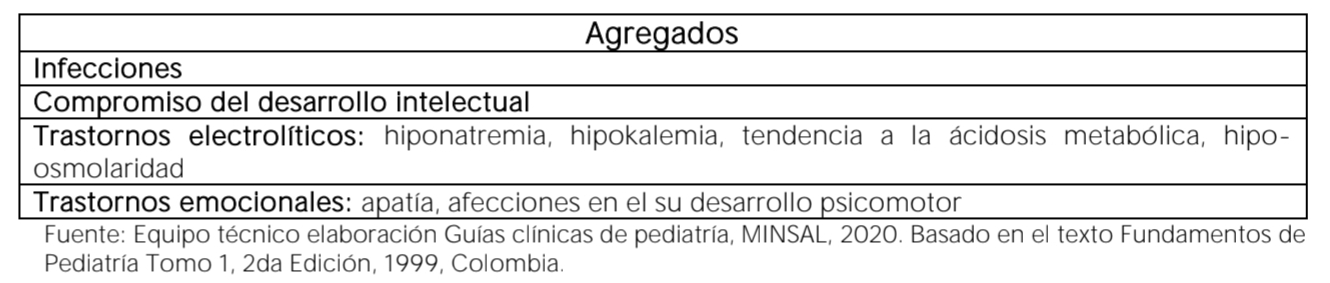 Agregados
Infecciones
Compromiso del desarrollo intelectual
Trastornos electrolíticos: hiponatremia, hipokalemia, tendencia a la ácidosis metabólica, hipo-
osmolaridad
Trastornos emocionales: apatía, afecciones en el su desarrollo psicomotor
Fuente: Equipo técnico elaboración Guías clínicas de pediatría, MINSAL, 2020. Basado en el texto Fundamentos de
Pediatría Tomo 1, 2da Edición, 1999, Colombia.